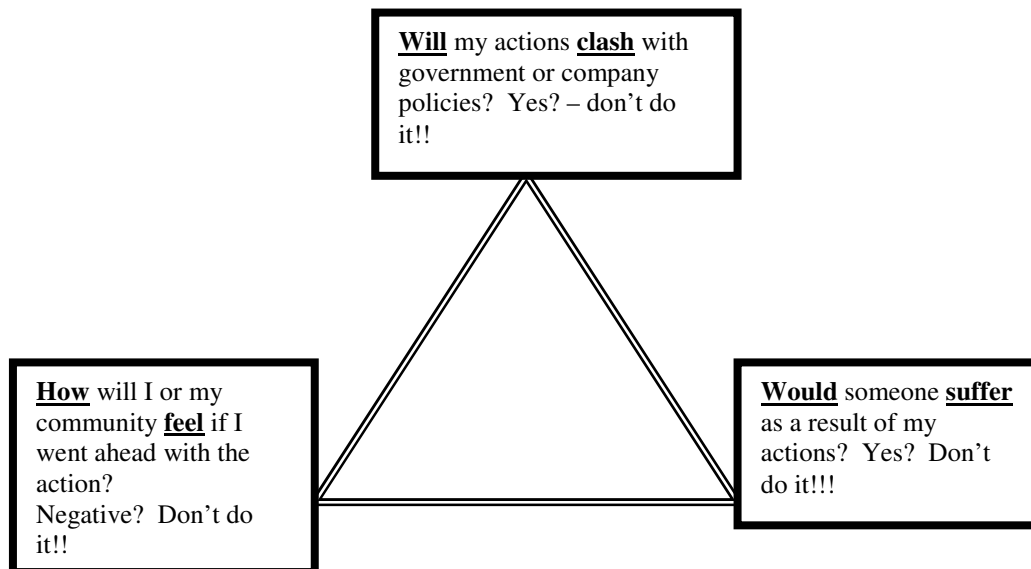 Will my actions clash with
government or company
policies?  Yes? – don’t do
it!!
How will I or my
community feel if I
went ahead with the
action?
Negative?  Don’t do
it!!
Would someone suffer
as a result of my
actions?  Yes?  Don’t
do it!!!